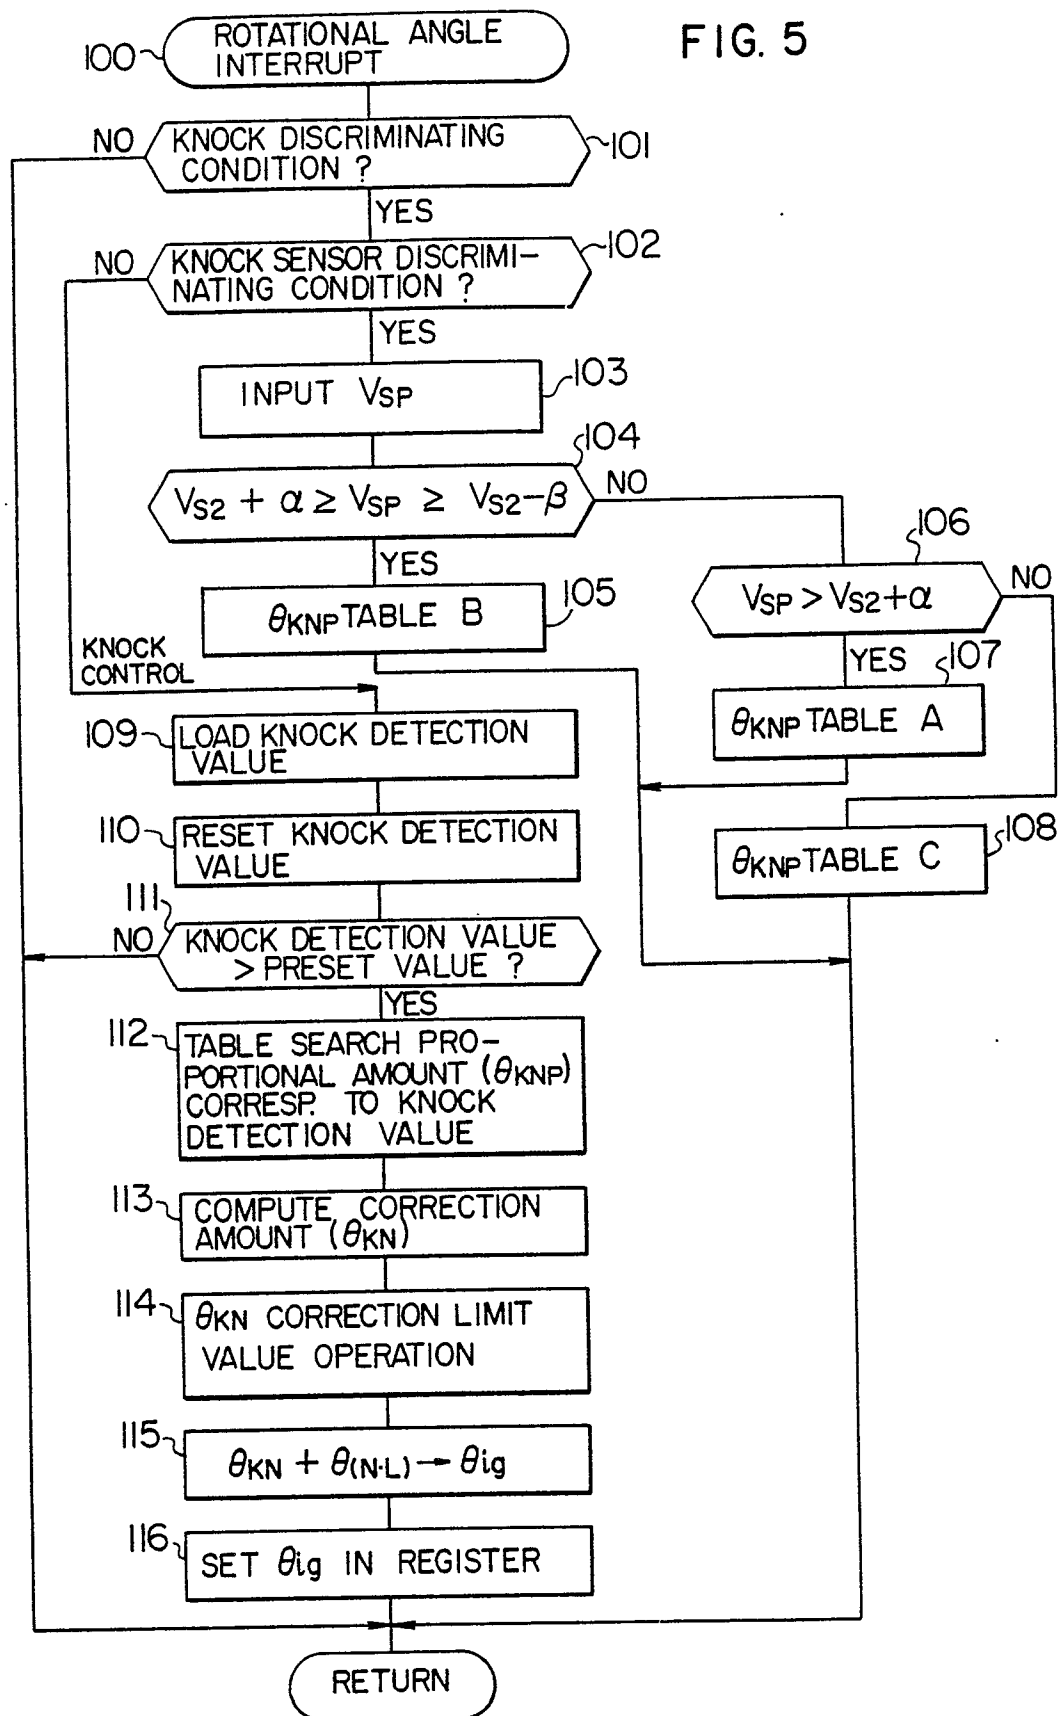 FIG. 5
100
ROTATIONAL ANGLE
INTERRUPT
NO
KNOCK DISCRIMINATING
CONDITION ?
101
YES
NO
KNOCK SENSOR DISCRIMI-
NATING CONDITION ?
102
YES
INPUT VSP
103
104
VS2 + α ≥ VSP ≥ VS2-β
NO
YES
106
VSP > VS2+α
NO
θKNP TABLE B
105
YES
107
θKNP TABLE A
KNOCK
CONTROL
109
LOAD KNOCK DETECTION
VALUE
110
RESET KNOCK DETECTION
VALUE
θKNP TABLE C
108
111
NO
KNOCK DETECTION VALUE
> PRESET VALUE ?
YES
112
TABLE SEARCH PRO-
PORTIONAL AMOUNT (θKNP)
CORRESP. TO KNOCK
DETECTION VALUE
113
COMPUTE CORRECTION
AMOUNT (θKN)
114
θKN CORRECTION LIMIT
VALUE OPERATION
115
θKN + θ(N·L) → θig
116
SET θig IN REGISTER
RETURN